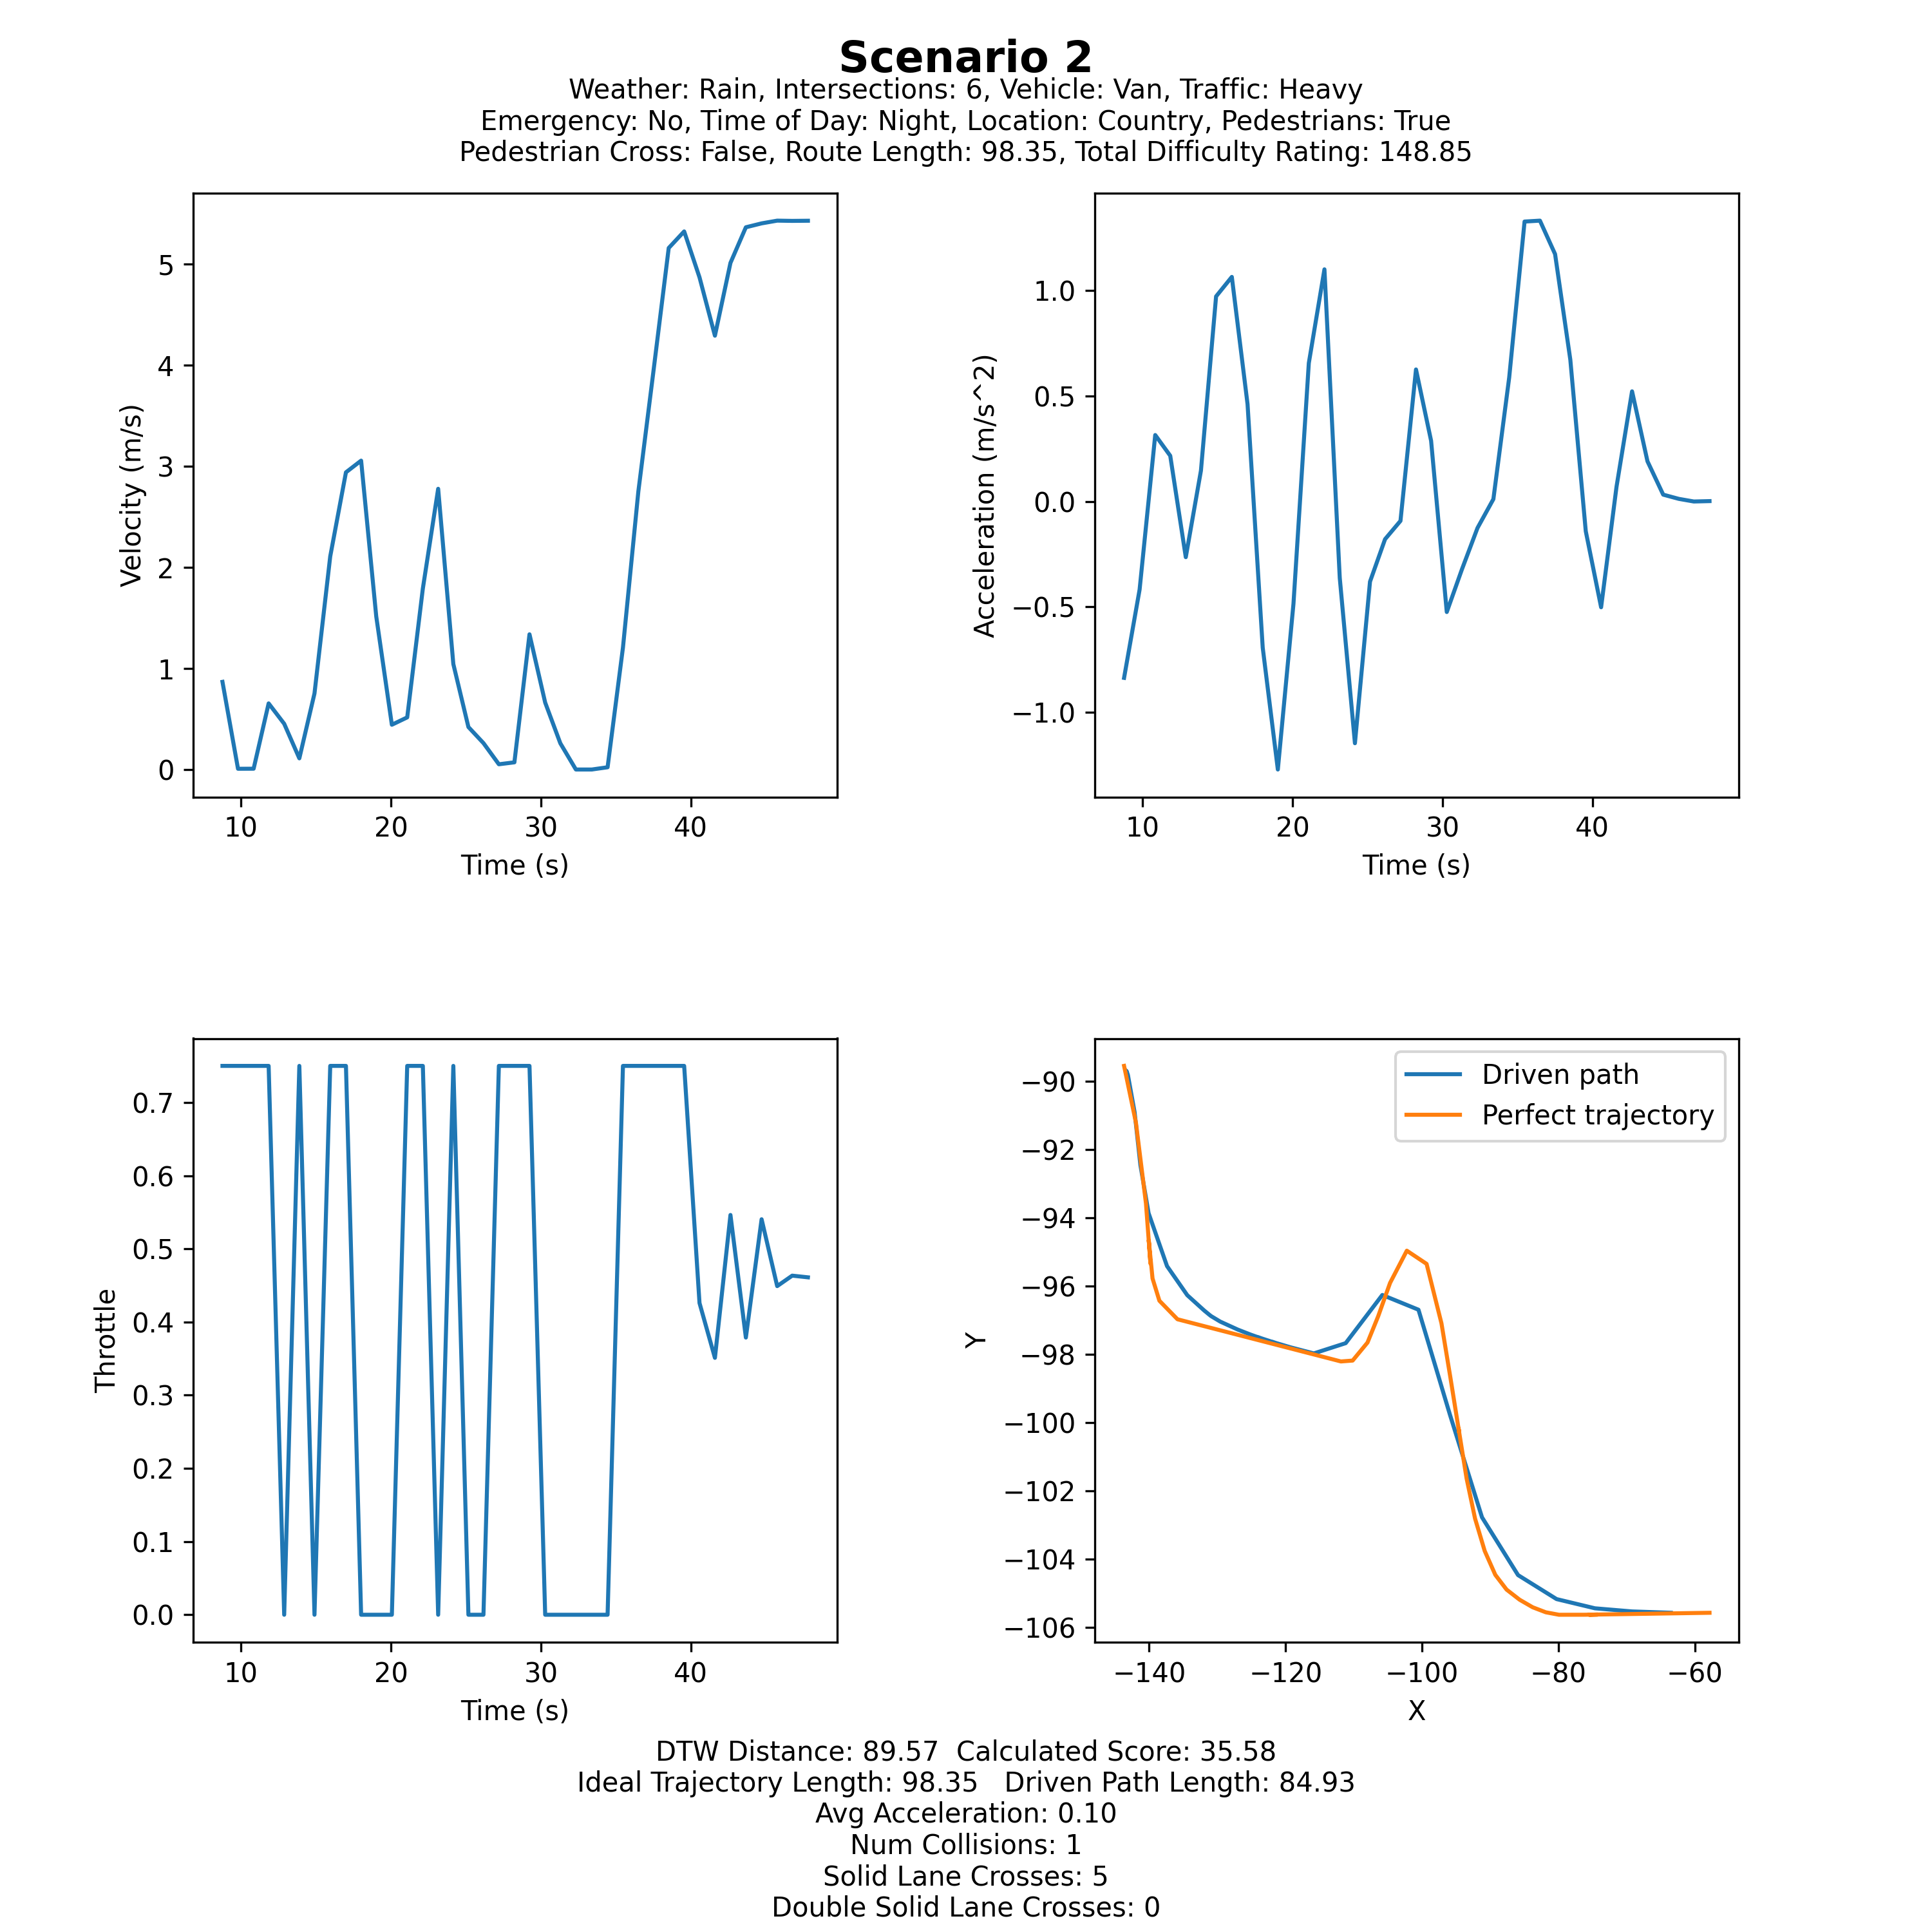 Scenario 2
Weather: Rain, Intersections: 6, Vehicle: Van, Traffic: Heavy
Emergency: No, Time of Day: Night, Location: Country, Pedestrians: True
Pedestrian Cross: False, Route Length: 98.35, Total Difficulty Rating: 148.85
Velocity (m/s)
5
4
3
2
1
0
10 20 30 40
Time (s)
Acceleration (m/s^2)
1.0
0.5
0.0
−0.5
−1.0
10 20 30 40
Time (s)
Throttle
0.7
0.6
0.5
0.4
0.3
0.2
0.1
0.0
10 20 30 40
Time (s)
Driven path
Perfect trajectory
Y
−90
−92
−94
−96
−98
−100
−102
−104
−106
−140 −120 −100 −80 −60
X
DTW Distance: 89.57 Calculated Score: 35.58
Ideal Trajectory Length: 98.35 Driven Path Length: 84.93
Avg Acceleration: 0.10
Num Collisions: 1
Solid Lane Crosses: 5
Double Solid Lane Crosses: 0